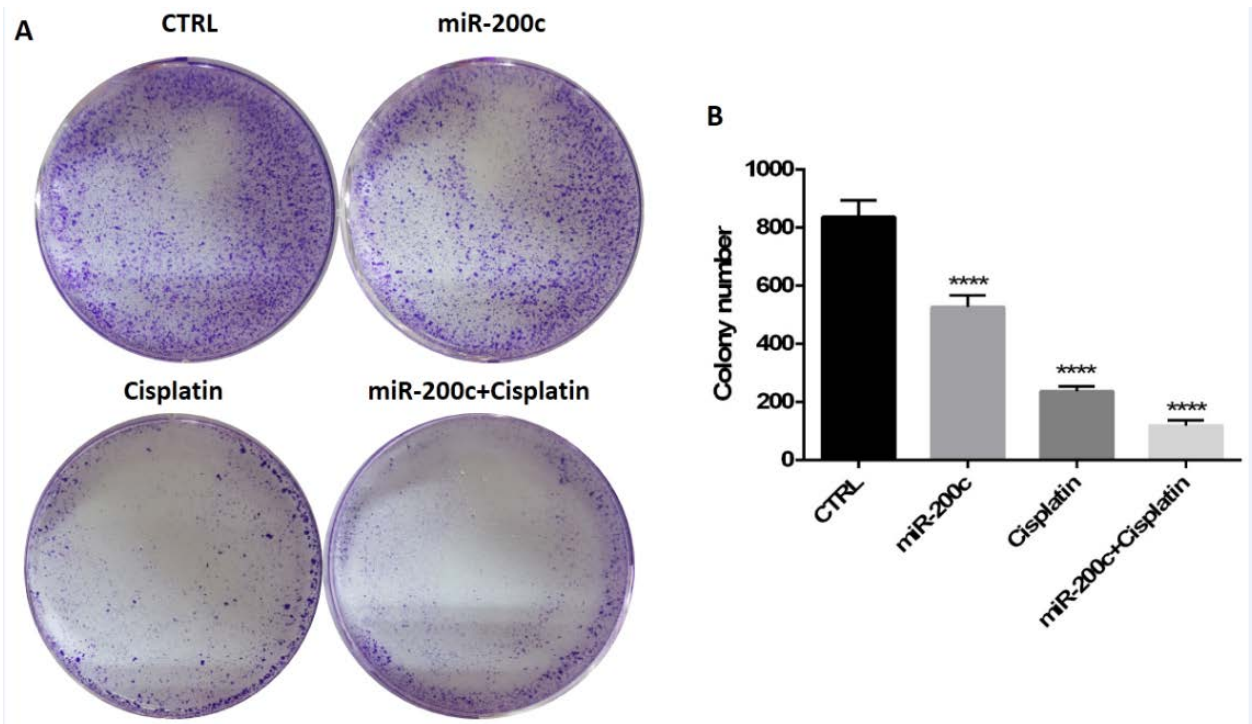 A
CTRL
miR-200c
Cisplatin
miR-200c+Cisplatin
B
Colony number
1000
800
600
400
200
0
****
****
****
CTRL
miR-200c
Cisplatin
miR-200c+Cisplatin